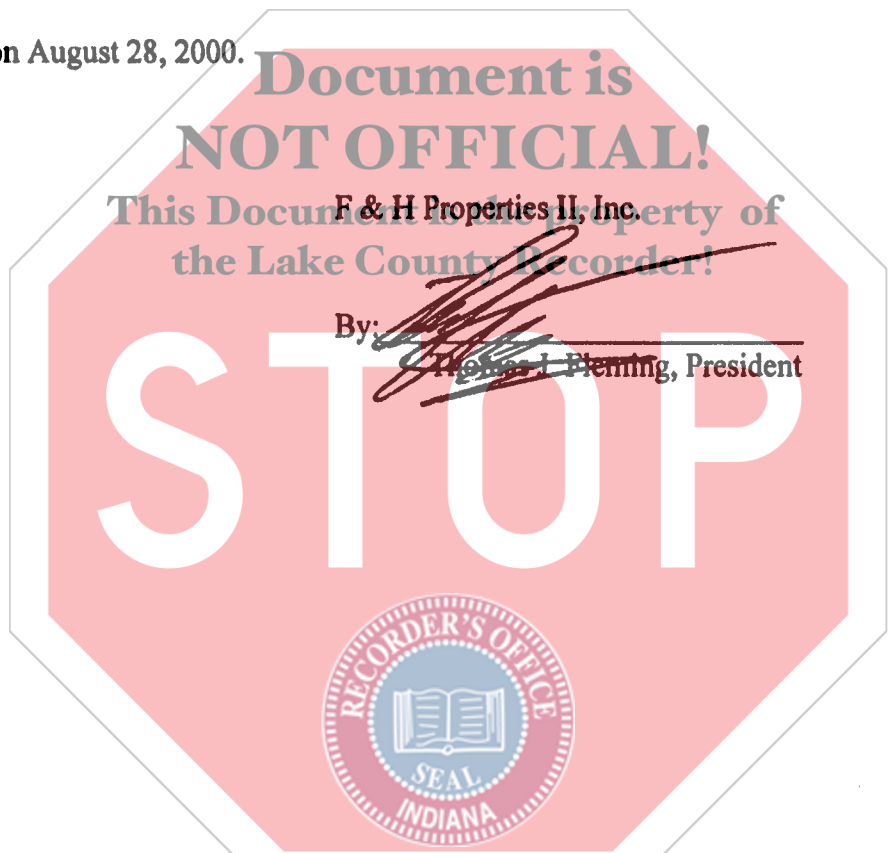 on August 28, 2000.
Document is
NOT OFFICIAL!
This Document is the property of
F & H Properties II, Inc.
the Lake County Recorder!
By:
Thomas J. Fleming, President
STOP
RECORDER'S OFFICE
SEAL
INDIANA